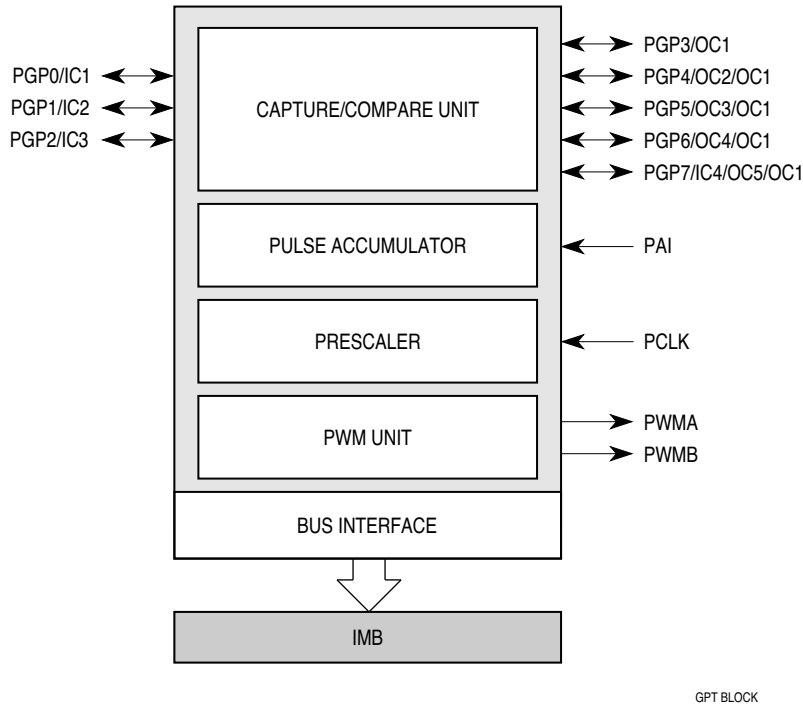 PGP0/IC1
PGP1/IC2
PGP2/IC3
CAPTURE/COMPARE UNIT
PGP3/OC1
PGP4/OC2/OC1
PGP5/OC3/OC1
PGP6/OC4/OC1
PGP7/IC4/OC5/OC1
PULSE ACCUMULATOR
PAI
PRESCALER
PCLK
PWM UNIT
PWMA
PWMB
BUS INTERFACE
IMB
GPT BLOCK